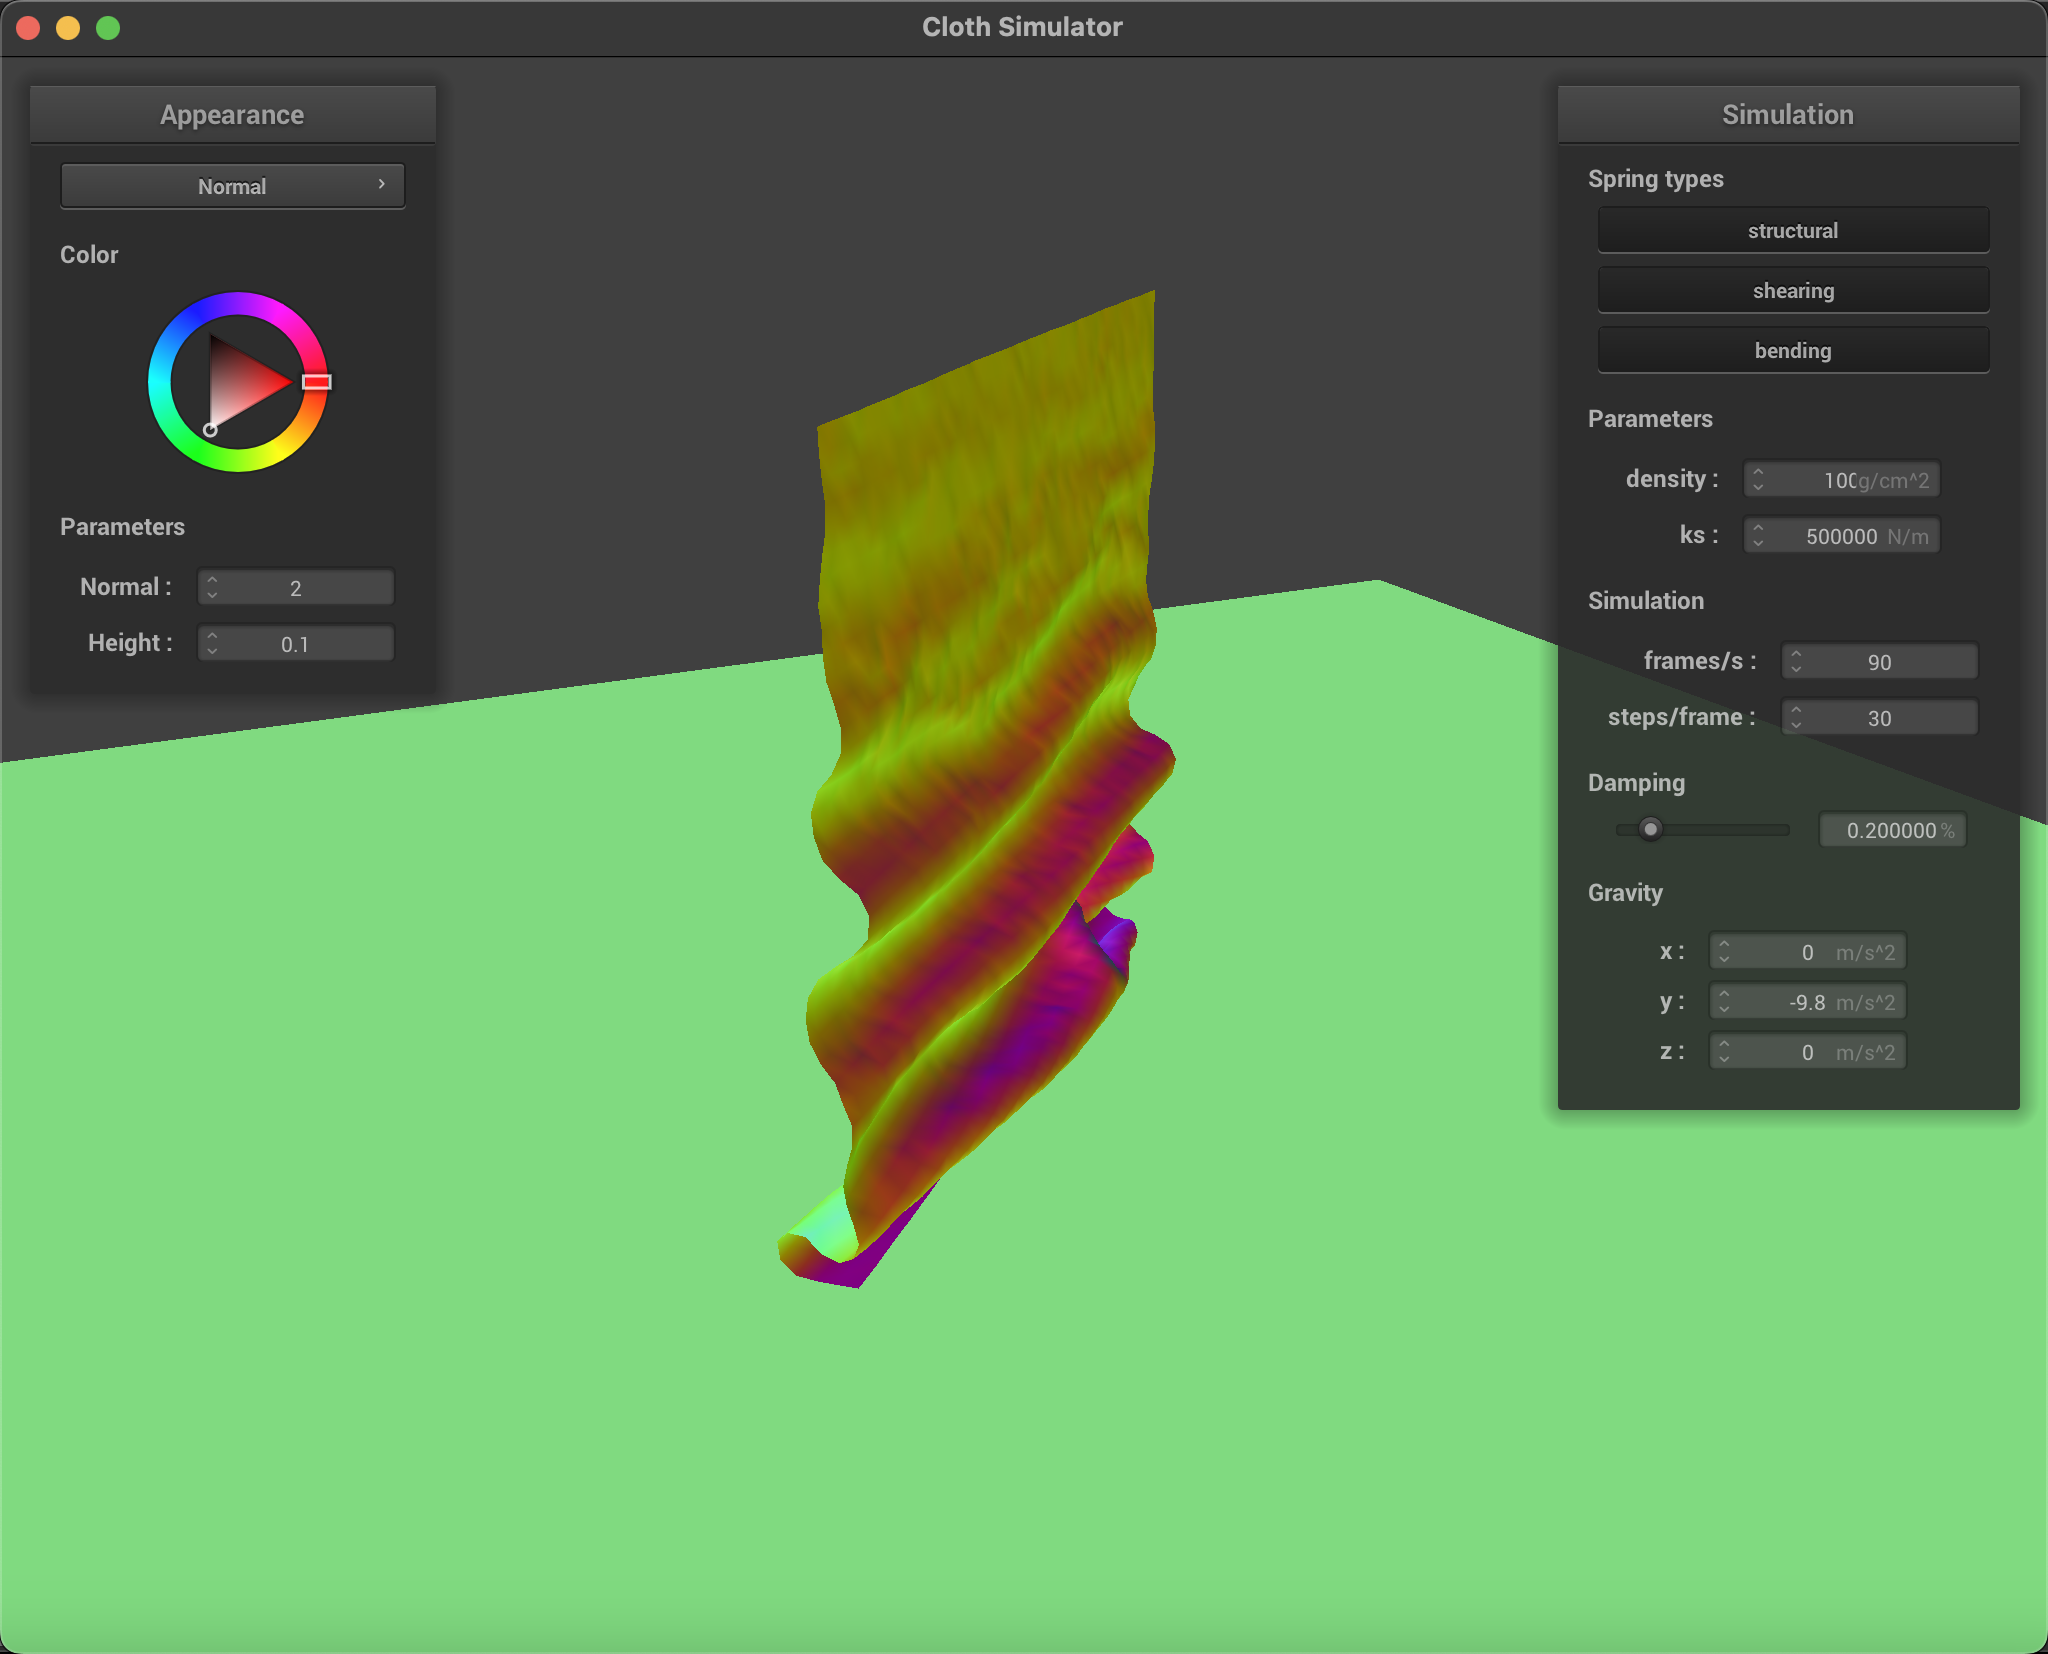 Cloth Simulator
Appearance
Normal
Color
Parameters
Normal : 2
Height : 0.1
Simulation
Spring types
structural
shearing
bending
Parameters
density : 100 g/cm^2
ks : 500000 N/m
Simulation
frames/s : 90
steps/frame : 30
Damping
0.200000 %
Gravity
x : 0 m/s^2
y : -9.8 m/s^2
z : 0 m/s^2